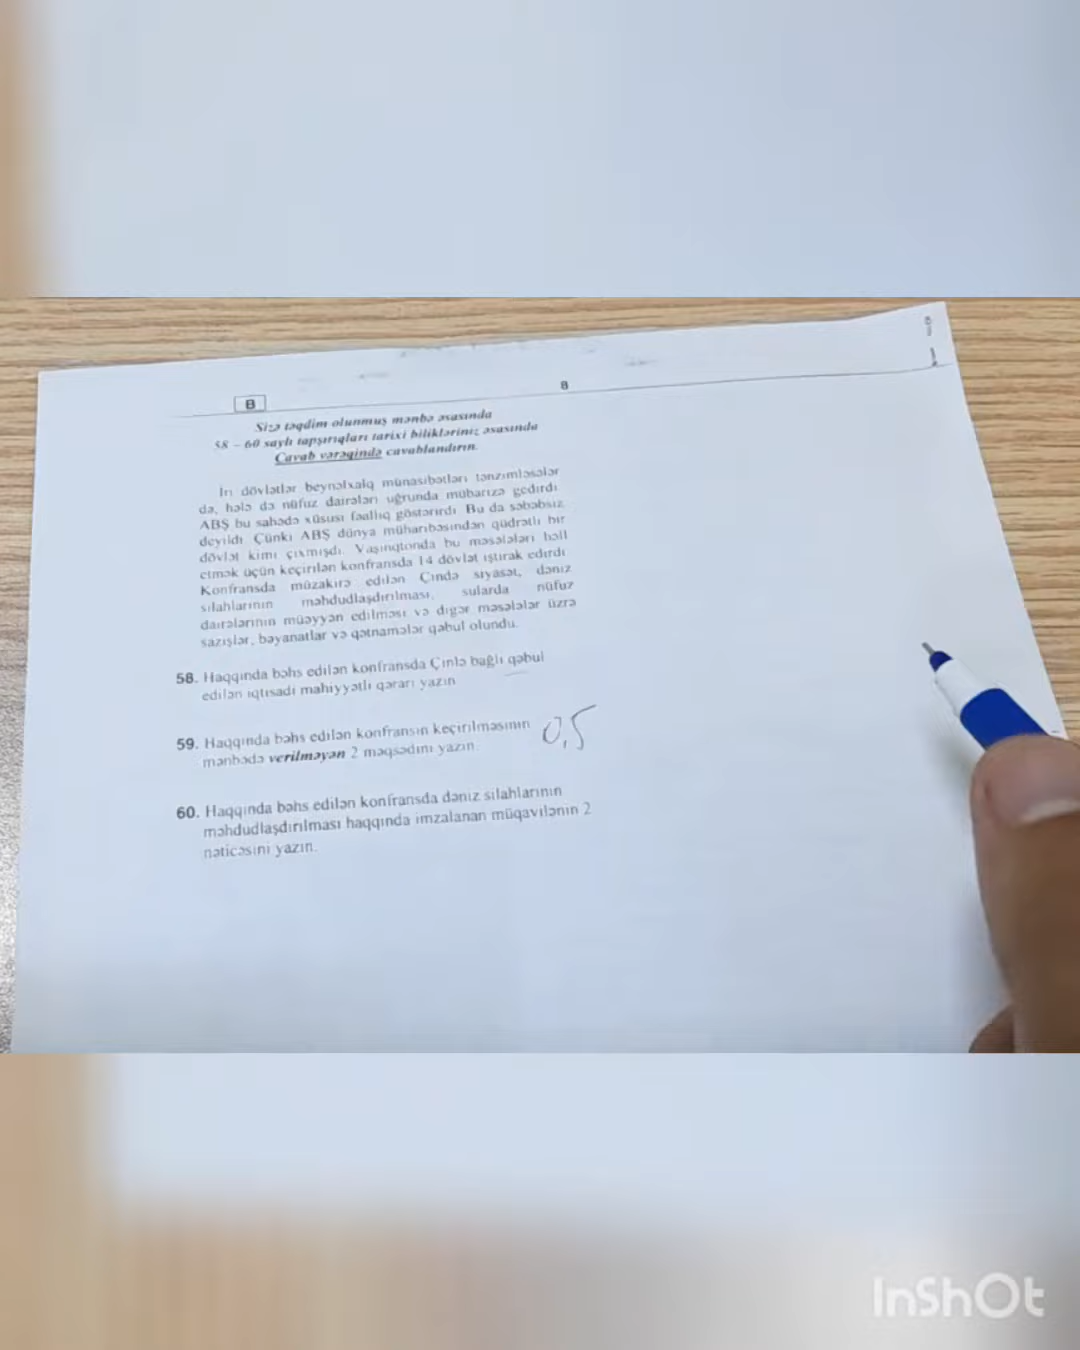 B
8
Sizə təqdim olunmuş mənbə əsasında
58 – 60 saylı tapşırıqları tarixi bilikləriniz əsasında
Cavab vərəqində cavablandırın.
İri dövlətlər beynəlxalq münasibətləri tənzimləsələr
də, hələ də nüfuz dairələri uğrunda mübarizə gedirdi.
ABŞ bu sahədə xüsusi fəallıq göstərirdi. Bu da səbəbsiz
deyildi. Çünki ABŞ dünya müharibəsindən qüdrətli bir
dövlət kimi çıxmışdı. Vaşinqtonda bu məsələləri həll
etmək üçün keçirilən konfransda 14 dövlət iştirak edirdi.
Konfransda müzakirə edilən Çində siyasət, dəniz
silahlarının məhdudlaşdırılması, sularda nüfuz
dairələrinin müəyyən edilməsi və digər məsələlər üzrə
sazişlər, bəyanatlar və qətnamələr qəbul olundu.
58. Haqqında bəhs edilən konfransda Çinlə bağlı qəbul
edilən iqtisadi mahiyyətli qərarı yazın.
59. Haqqında bəhs edilən konfransın keçirilməsinin
mənbədə verilməyən 2 məqsədini yazın.
0,5
60. Haqqında bəhs edilən konfransda dəniz silahlarının
məhdudlaşdırılması haqqında imzalanan müqavilənin 2
nəticəsini yazın.
InShOt